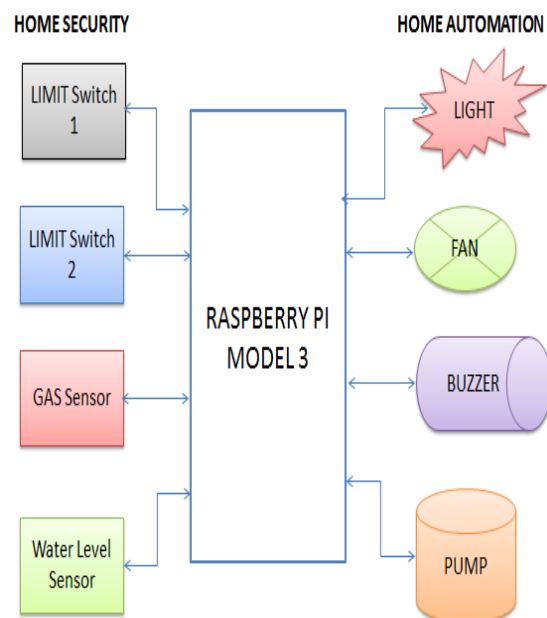 HOME SECURITY
HOME AUTOMATION
LIMIT Switch
1
LIMIT Switch
2
GAS Sensor
Water Level
Sensor
RASPBERRY PI
MODEL 3
LIGHT
FAN
BUZZER
PUMP